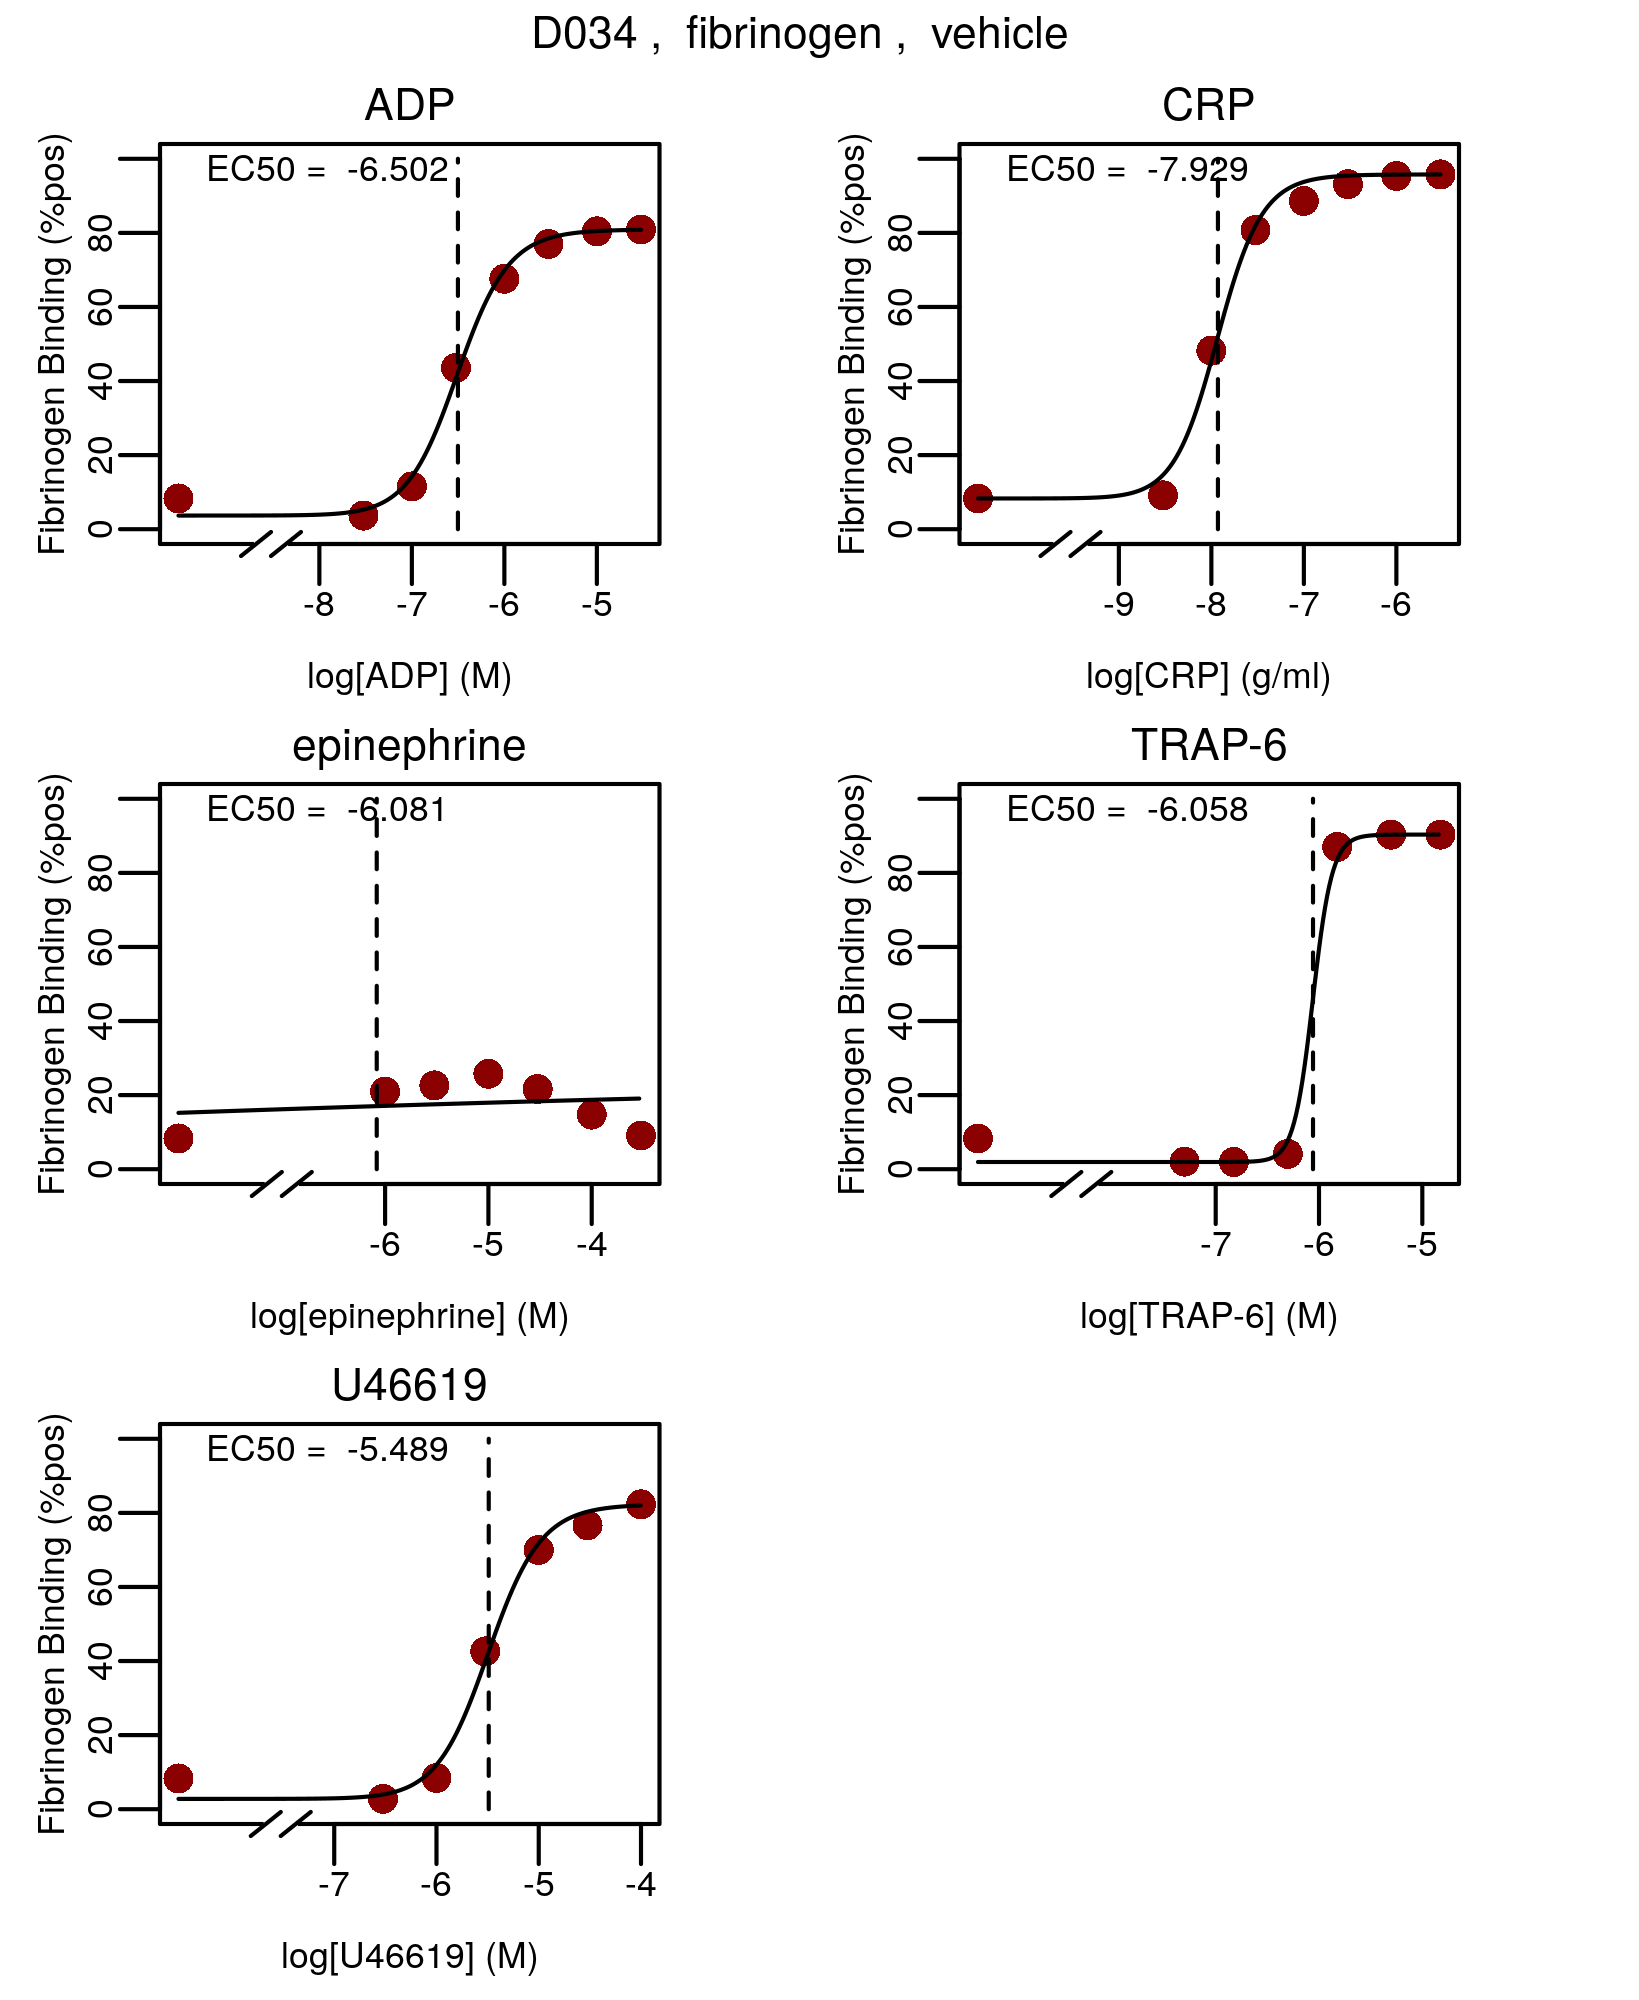 D034 , fibrinogen , vehicle
ADP
EC50 = -6.502
Fibrinogen Binding (%pos)
0 20 40 60 80
-8 -7 -6 -5
log[ADP] (M)
CRP
EC50 = -7.929
Fibrinogen Binding (%pos)
0 20 40 60 80
-9 -8 -7 -6
log[CRP] (g/ml)
epinephrine
EC50 = -6.081
Fibrinogen Binding (%pos)
0 20 40 60 80
-6 -5 -4
log[epinephrine] (M)
TRAP-6
EC50 = -6.058
Fibrinogen Binding (%pos)
0 20 40 60 80
-7 -6 -5
log[TRAP-6] (M)
U46619
EC50 = -5.489
Fibrinogen Binding (%pos)
0 20 40 60 80
-7 -6 -5 -4
log[U46619] (M)